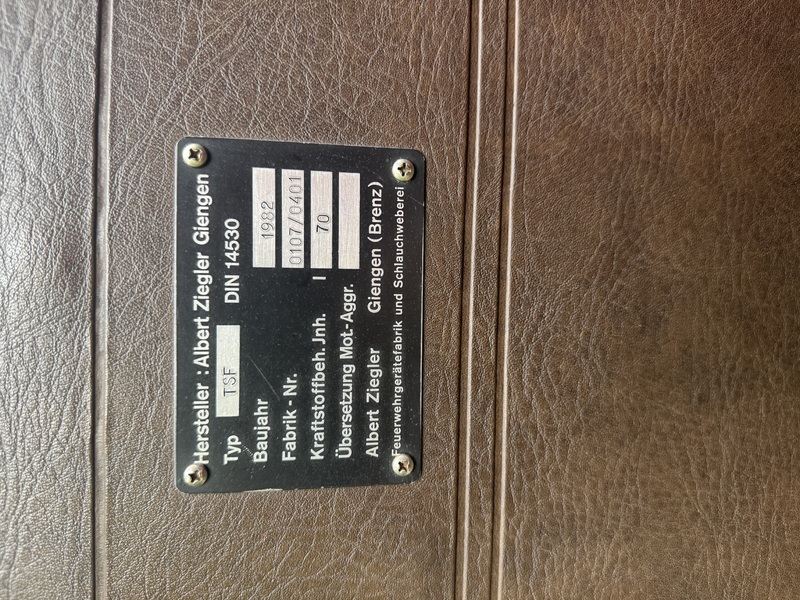 Hersteller : Albert Ziegler Giengen
Typ TSF DIN 14530
Baujahr 1982
Fabrik - Nr. 0107/0401
Kraftstoffbeh. Jnh. l 70
Übersetzung Mot-Aggr.
Albert Ziegler Giengen (Brenz)
Feuerwehrgerätefabrik und Schlauchweberei